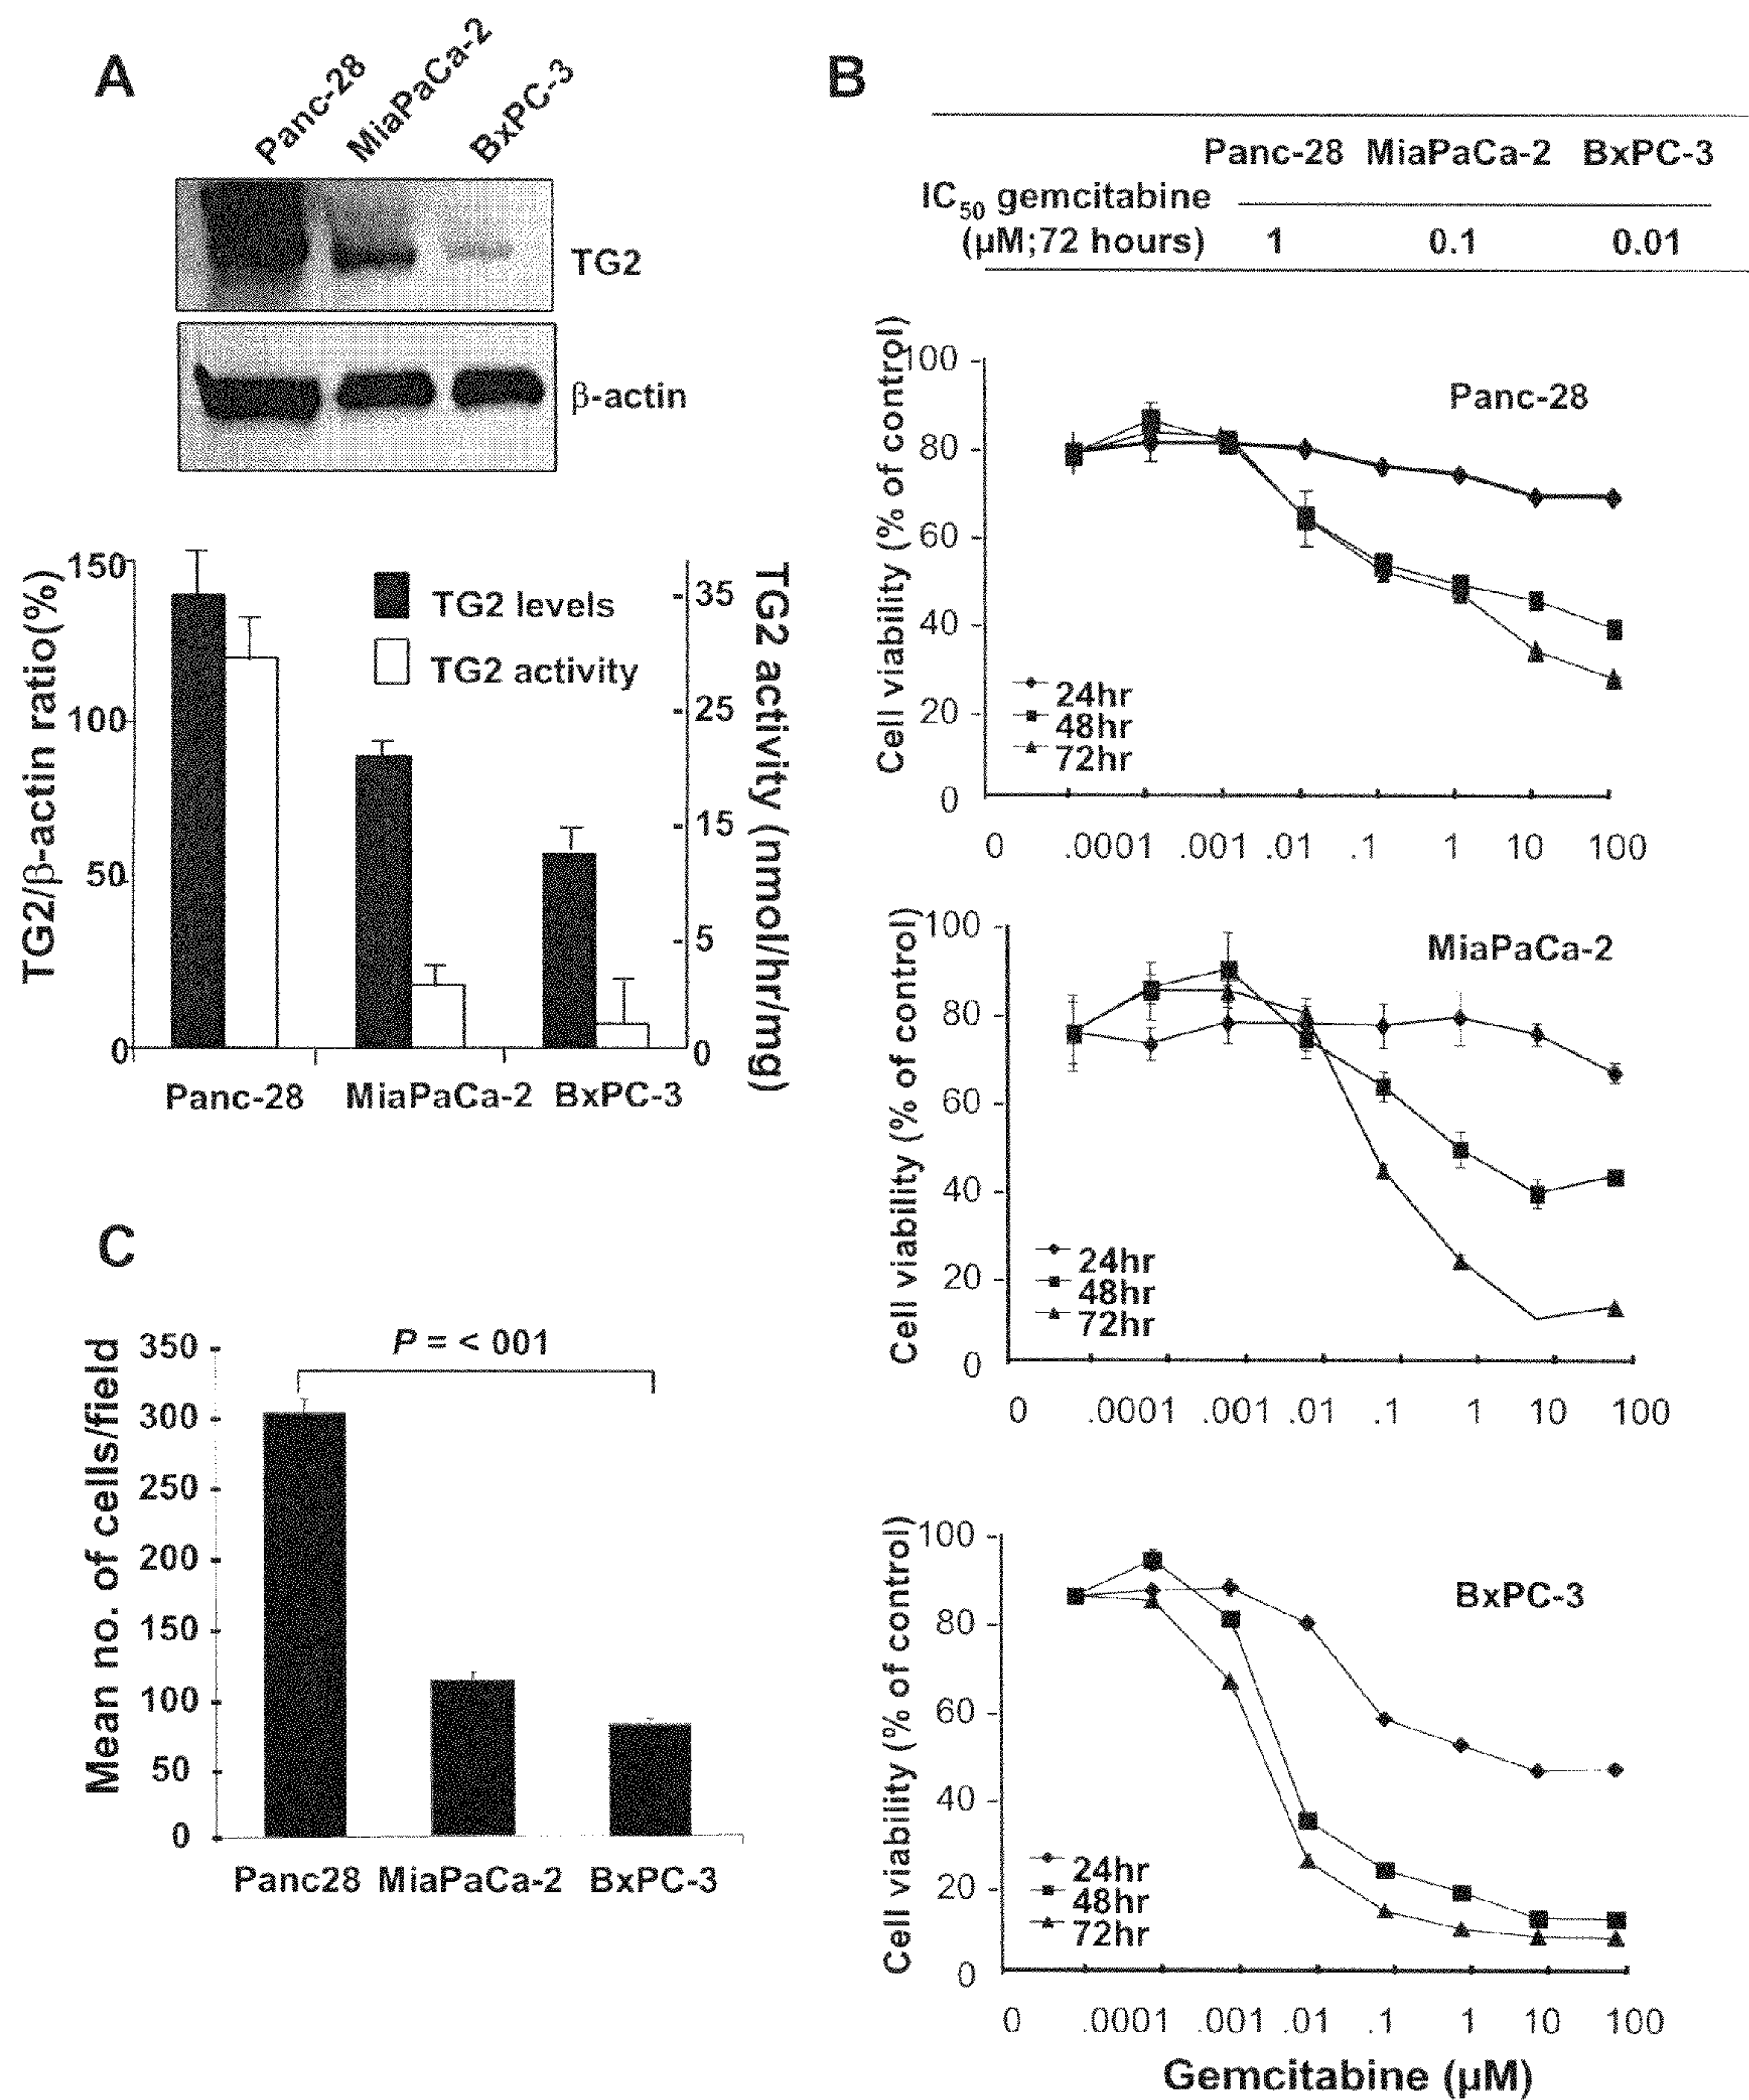 A
Panc-28
MiaPaCa-2
BxPC-3
TG2
β-actin
TG2/β-actin ratio(%)
150
100
50
0
TG2 levels
TG2 activity
35
25
15
5
0
TG2 activity (nmol/hr/mg)
Panc-28 MiaPaCa-2 BxPC-3
C
Mean no. of cells/field
350
300
250
200
150
100
50
0
P = < 001
Panc28 MiaPaCa-2 BxPC-3
B
Panc-28 MiaPaCa-2 BxPC-3
IC50 gemcitabine
(μM;72 hours) 1 0.1 0.01
Cell viability (% of control)
100
80
60
40
20
0
Panc-28
24hr
48hr
72hr
0 .0001 .001 .01 .1 1 10 100
Cell viability (% of control)
100
80
60
40
20
0
MiaPaCa-2
24hr
48hr
72hr
0 .0001 .001 .01 .1 1 10 100
Cell viability (% of control)
100
80
60
40
20
0
BxPC-3
24hr
48hr
72hr
0 .0001 .001 .01 .1 1 10 100
Gemcitabine (μM)